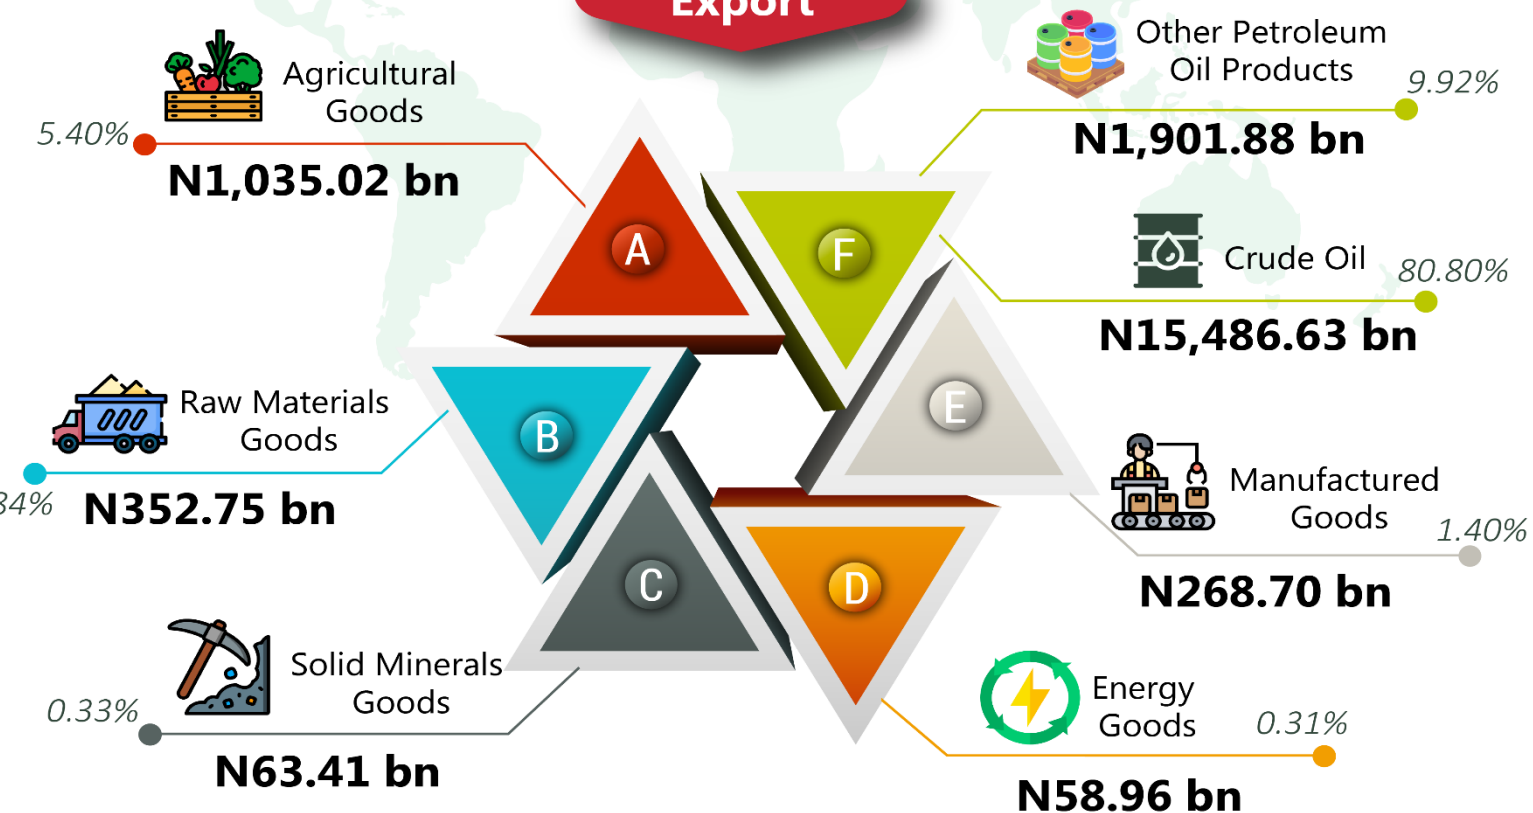 Export
Agricultural
Goods
5.40%
N1,035.02 bn
Other Petroleum
Oil Products
9.92%
N1,901.88 bn
A
F
Crude Oil
80.80%
N15,486.63 bn
Raw Materials
Goods
84%
N352.75 bn
B
E
Manufactured
Goods
1.40%
N268.70 bn
C
D
Solid Minerals
Goods
0.33%
N63.41 bn
Energy
Goods
0.31%
N58.96 bn